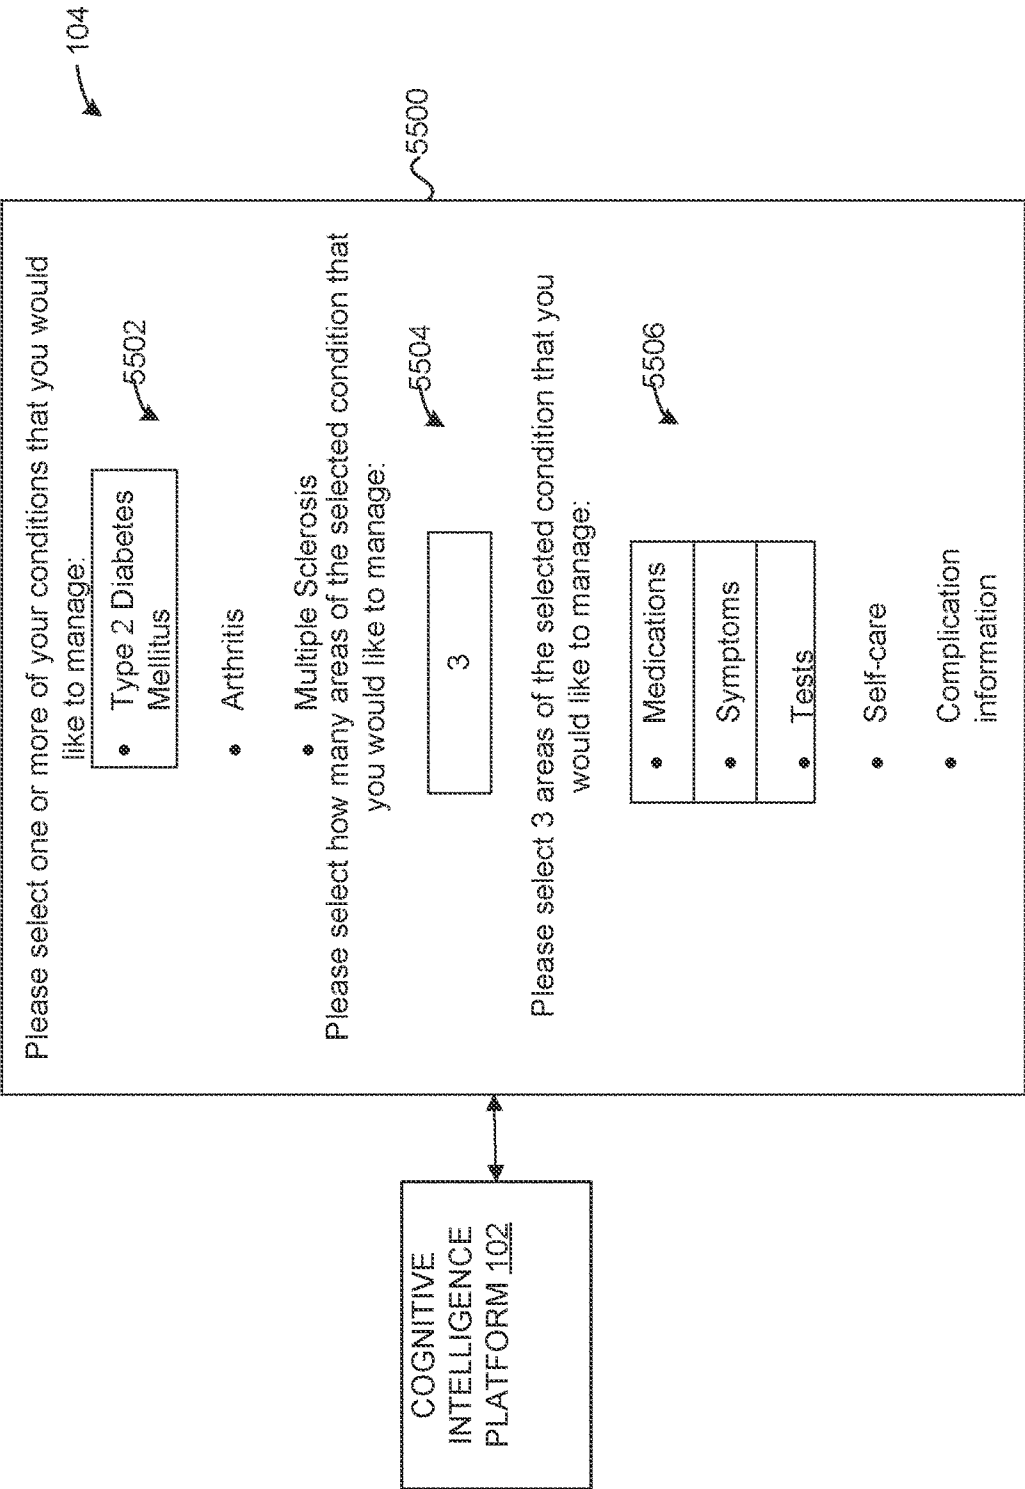 104
5500
Please select one or more of your conditions that you would
like to manage:
• Type 2 Diabetes
Mellitus
5502
• Arthritis
• Multiple Sclerosis
Please select how many areas of the selected condition that
you would like to manage:
5504
3
Please select 3 areas of the selected condition that you
would like to manage:
5506
• Medications
• Symptoms
• Tests
• Self-care
• Complication
information
COGNITIVE
INTELLIGENCE
PLATFORM 102